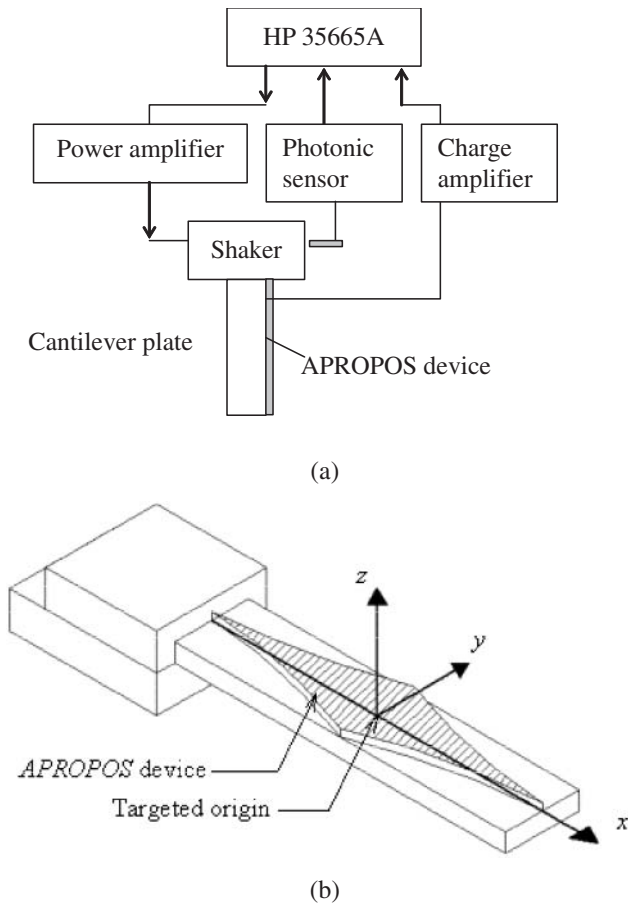 HP 35665A
Power amplifier
Photonic
sensor
Charge
amplifier
Shaker
Cantilever plate
APROPOS device
(a)
z
y
APROPOS device
Targeted origin
x
(b)